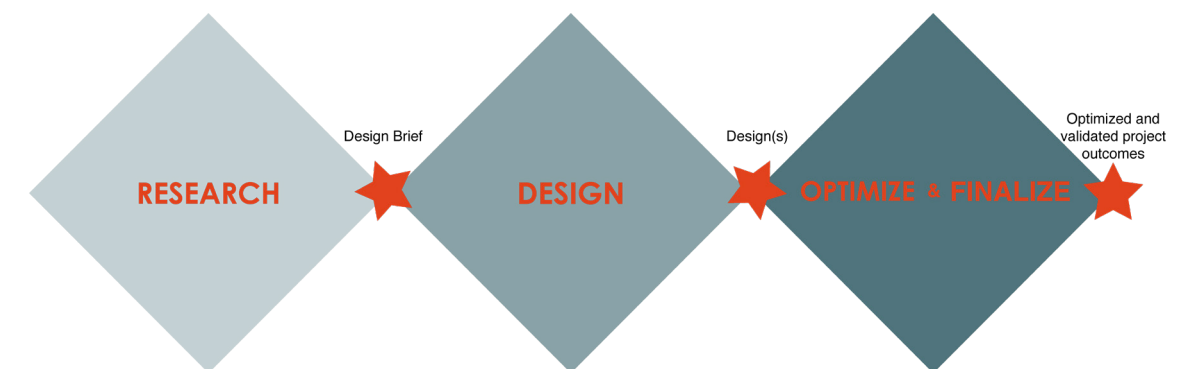 RESEARCH
Design Brief
DESIGN
Design(s)
OPTIMIZE & FINALIZE
Optimized and
validated project
outcomes